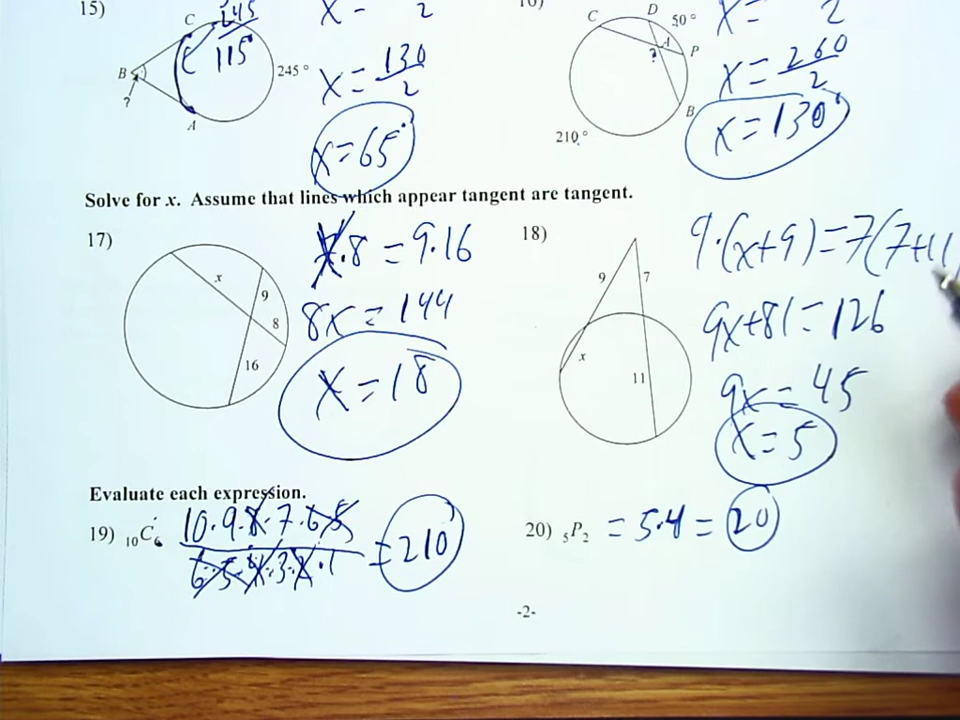 15)
C
245
115°
B
?
A
245°
x = 2
x = 130/2
x=65°
16)
C
D
50°
A
?
P
B
210°
x = 2
x = 260/2
x=130°
Solve for x. Assume that lines which appear tangent are tangent.
17)
x
9
8
16
x·8 = 9·16
8x = 144
x = 18
18)
9
7
x
11
9·(x+9)=7(7+11
9x+81=126
9x = 45
x=5
Evaluate each expression.
19) ₁₀C₆ 10·9·8·7·6·5
6·5·4·3·2·1
=210
20) ₅P₂ = 5·4 = 20
-2-